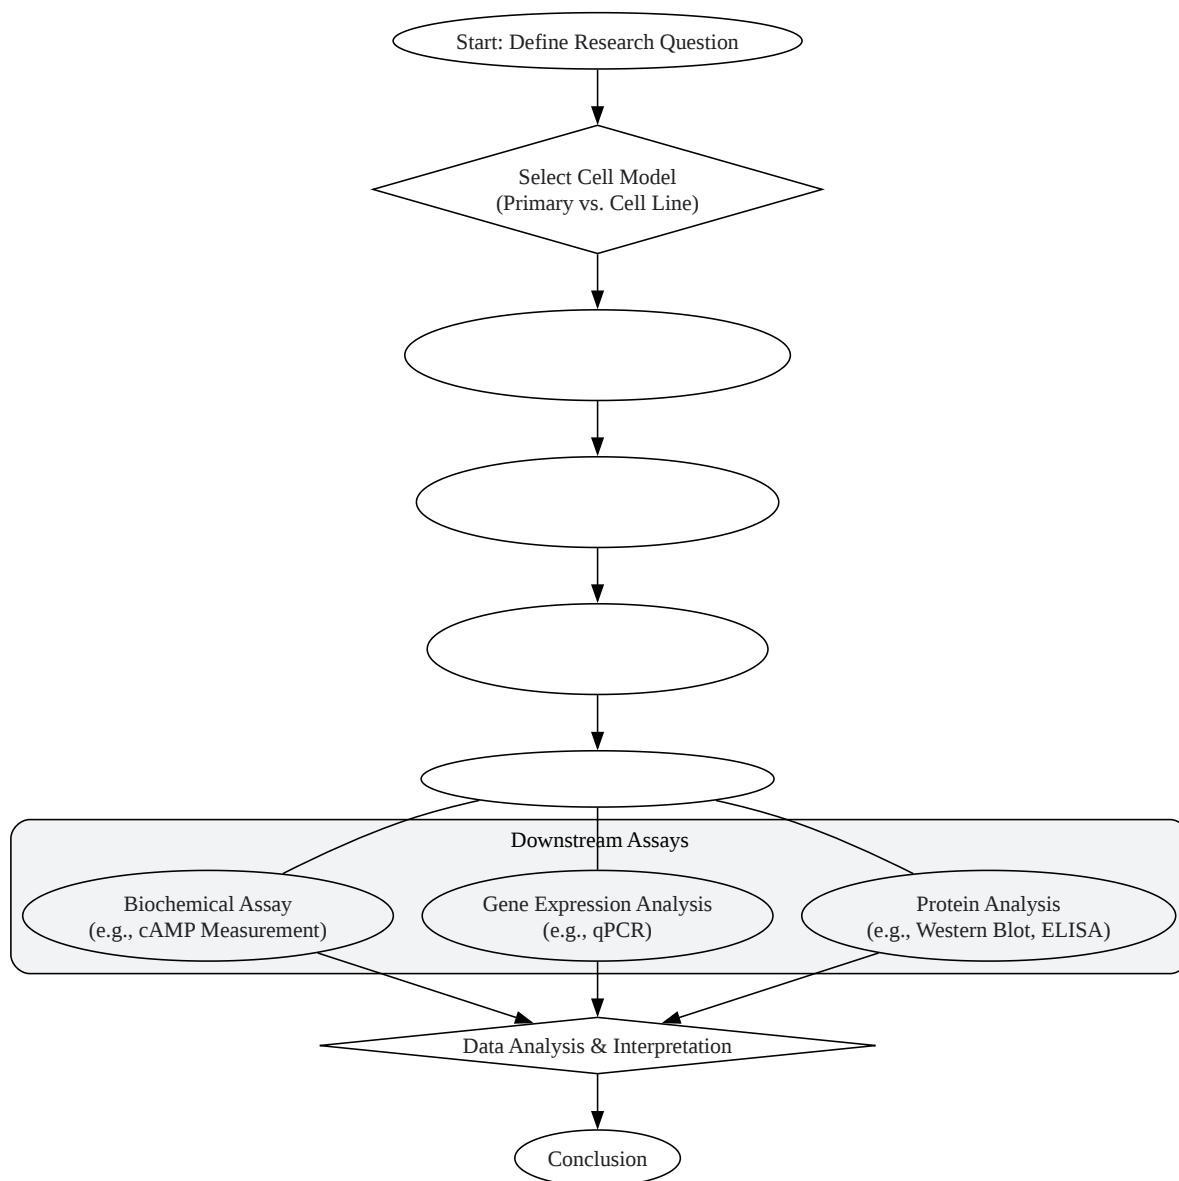 Start: Define Research Question
Select Cell Model
(Primary vs. Cell Line)
Downstream Assays
Biochemical Assay
(e.g., cAMP Measurement)
Gene Expression Analysis
(e.g., qPCR)
Protein Analysis
(e.g., Western Blot, ELISA)
Data Analysis & Interpretation
Conclusion